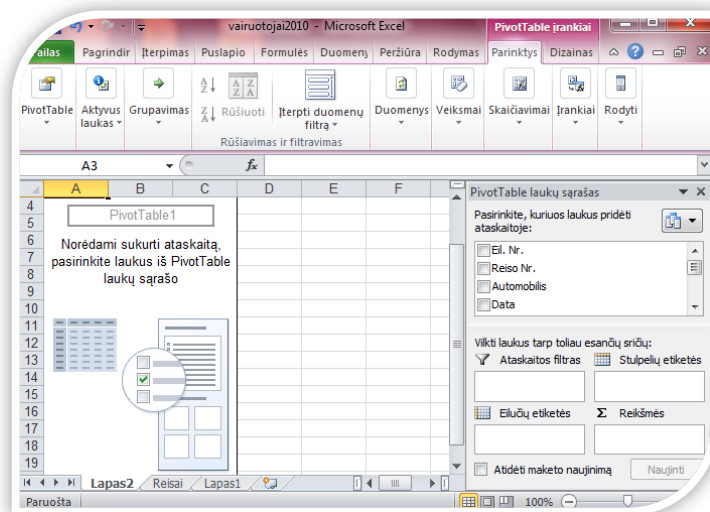 vairuotojai2010 - Microsoft Excel
PivotTable įrankiai
Pagrindir Įterpimas Puslapio Formulės Duomenų Peržiūra Rodymas Parinktys Dizainas
PivotTable Aktyvus laukas Grupavimas Rūšiuoti Įterpti duomenų filtrą Duomenys Veiksmai Skaičiavimai Įrankiai Rodyti
Rūšiavimas ir filtravimas
A3 fx
A B C D E F
PivotTable laukų sąrašas
4
5
6
7
8
9
10
11
12
13
14
15
16
17
18
19
PivotTable1
Norėdami sukurti ataskaitą,
pasirinkite laukus iš PivotTable
laukų sąrašo
Pasirinkite, kuriuos laukus pridėti
ataskaitoje:
Eil. Nr.
Reiso Nr.
Automobilis
Data
Vilkti laukus tarp toliau esančių sričių:
Ataskaitos filtras Stulpelių etiketės
Eilučių etiketės Σ Reikšmės
Atidėti maketo naujinimą Naujinti
Lapas2 Reisai Lapas1
Paruošta 100%